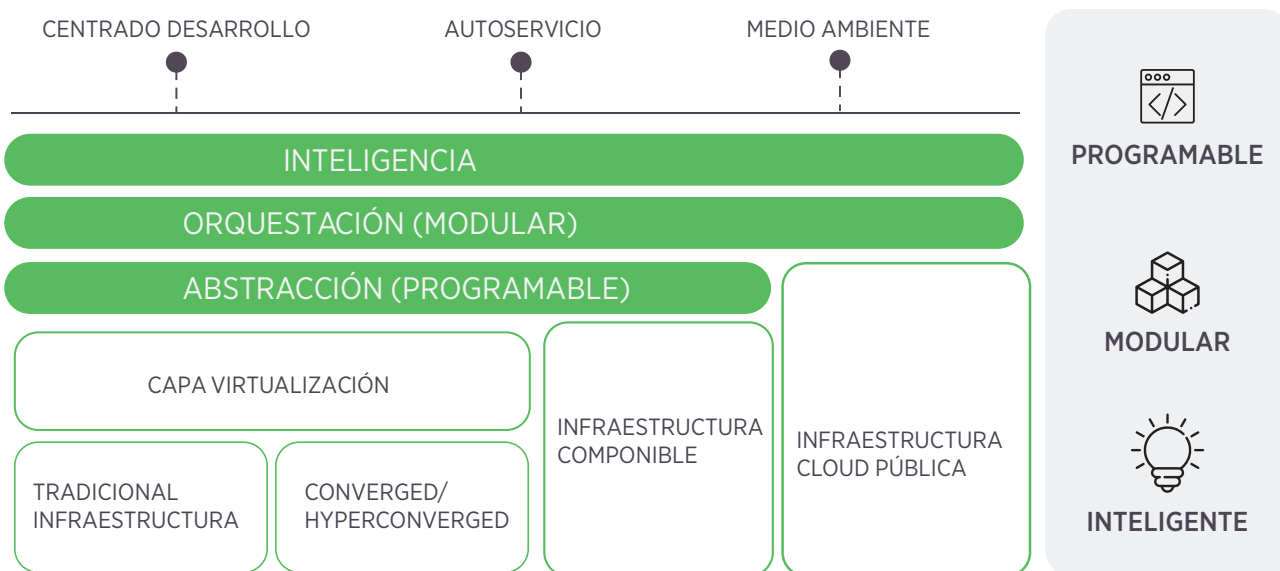 CENTRADO DESARROLLO
AUTOSERVICIO
MEDIO AMBIENTE
INTELIGENCIA
ORQUESTACIÓN (MODULAR)
ABSTRACCIÓN (PROGRAMABLE)
CAPA VIRTUALIZACIÓN
TRADICIONAL
INFRAESTRUCTURA
CONVERGED/
HYPERCONVERGED
INFRAESTRUCTURA
COMPONIBLE
INFRAESTRUCTURA
CLOUD PÚBLICA
</>
PROGRAMABLE
MODULAR
INTELIGENTE